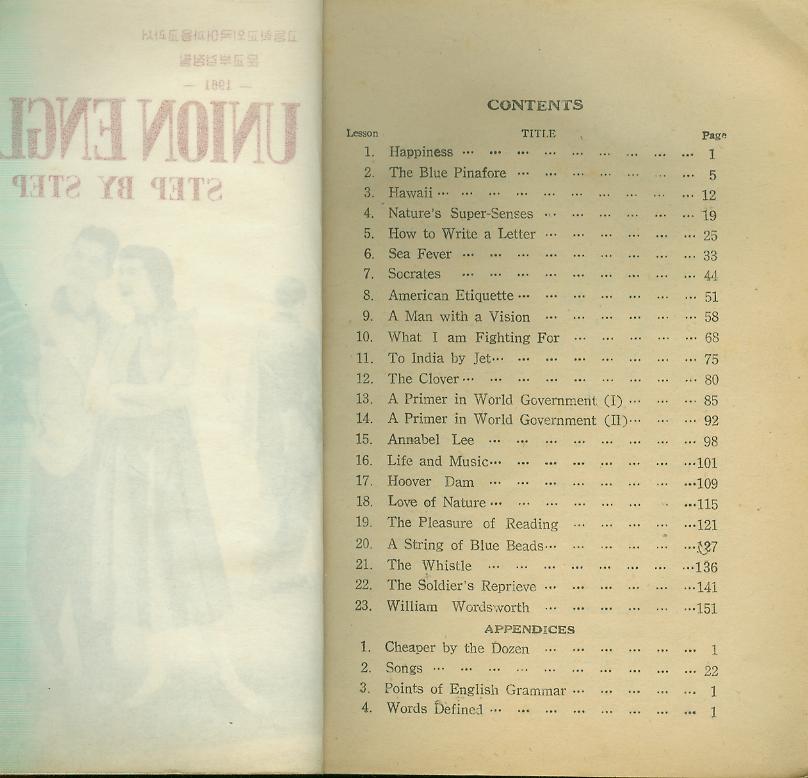 문교부검정필
— 1961 —
UNION ENGL
STEP BY STEP
CONTENTS
Lesson TITLE Page
1. Happiness ... 1
2. The Blue Pinafore ... 5
3. Hawaii ... 12
4. Nature's Super-Senses ... 19
5. How to Write a Letter ... 25
6. Sea Fever ... 33
7. Socrates ... 44
8. American Etiquette ... 51
9. A Man with a Vision ... 58
10. What I am Fighting For ... 68
11. To India by Jet ... 75
12. The Clover ... 80
13. A Primer in World Government (I) ... 85
14. A Primer in World Government (II) ... 92
15. Annabel Lee ... 98
16. Life and Music ... 101
17. Hoover Dam ... 109
18. Love of Nature ... 115
19. The Pleasure of Reading ... 121
20. A String of Blue Beads ... 127
21. The Whistle ... 136
22. The Soldier's Reprieve ... 141
23. William Wordsworth ... 151
APPENDICES
1. Cheaper by the Dozen ... 1
2. Songs ... 22
3. Points of English Grammar ... 1
4. Words Defined ... 1